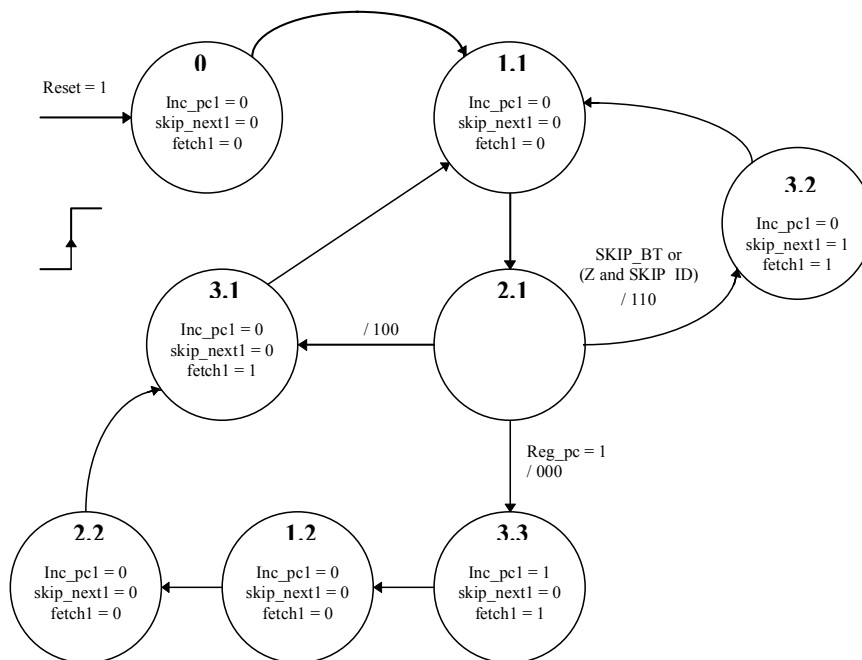 0
Inc_pc1 = 0
skip_next1 = 0
fetch1 = 0
Reset = 1
1.1
Inc_pc1 = 0
skip_next1 = 0
fetch1 = 0
3.2
Inc_pc1 = 0
skip_next1 = 1
fetch1 = 1
SKIP_BT or
(Z and SKIP_ID)
/ 110
2.1
3.1
Inc_pc1 = 0
skip_next1 = 0
fetch1 = 1
/ 100
Reg_pc = 1
/ 000
2.2
Inc_pc1 = 0
skip_next1 = 0
fetch1 = 0
1.2
Inc_pc1 = 0
skip_next1 = 0
fetch1 = 0
3.3
Inc_pc1 = 1
skip_next1 = 0
fetch1 = 1